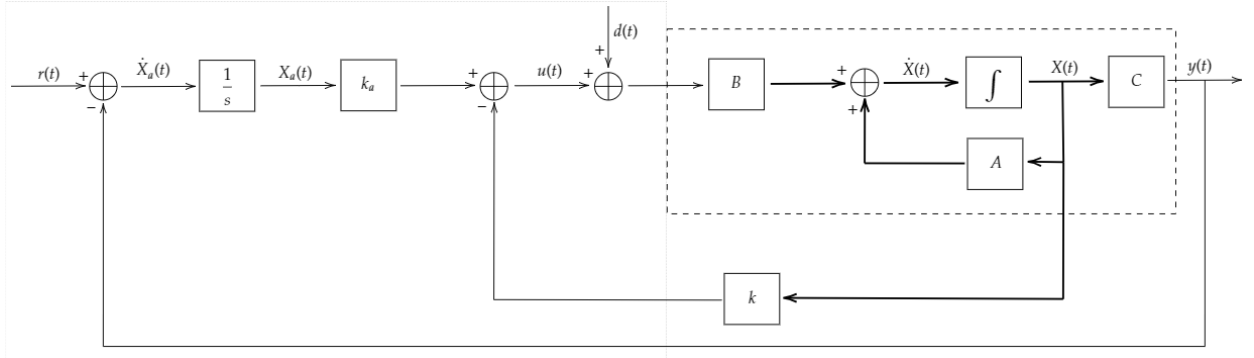 d(t)
r(t) + Ẋₐ(t) 1/s Xₐ(t) kₐ + u(t) + + B + Ẋ(t) ∫ X(t) C y(t)
− − +
A
k